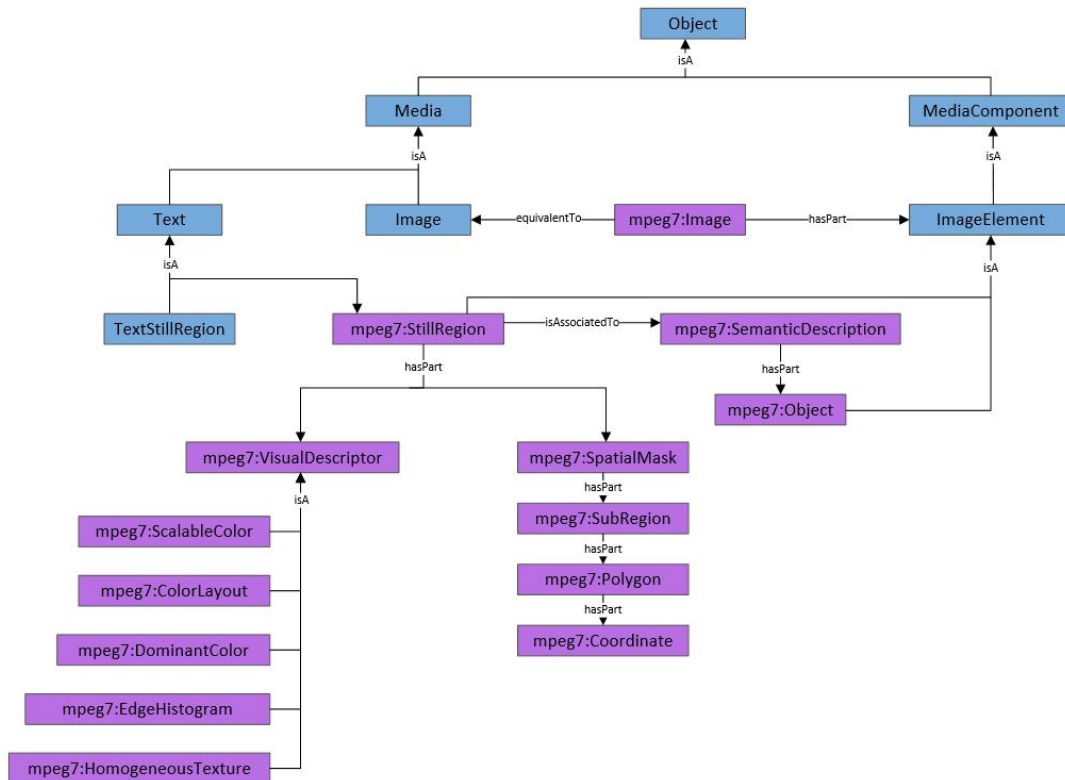 Object
isA
Media
MediaComponent
isA
isA
Text
Image
equivalentTo
mpeg7:Image
hasPart
ImageElement
isA
isA
TextStillRegion
mpeg7:StillRegion
isAssociatedTo
mpeg7:SemanticDescription
hasPart
hasPart
mpeg7:Object
mpeg7:VisualDescriptor
mpeg7:SpatialMask
isA
hasPart
mpeg7:ScalableColor
mpeg7:SubRegion
hasPart
mpeg7:ColorLayout
mpeg7:Polygon
hasPart
mpeg7:DominantColor
mpeg7:Coordinate
mpeg7:EdgeHistogram
mpeg7:HomogeneousTexture